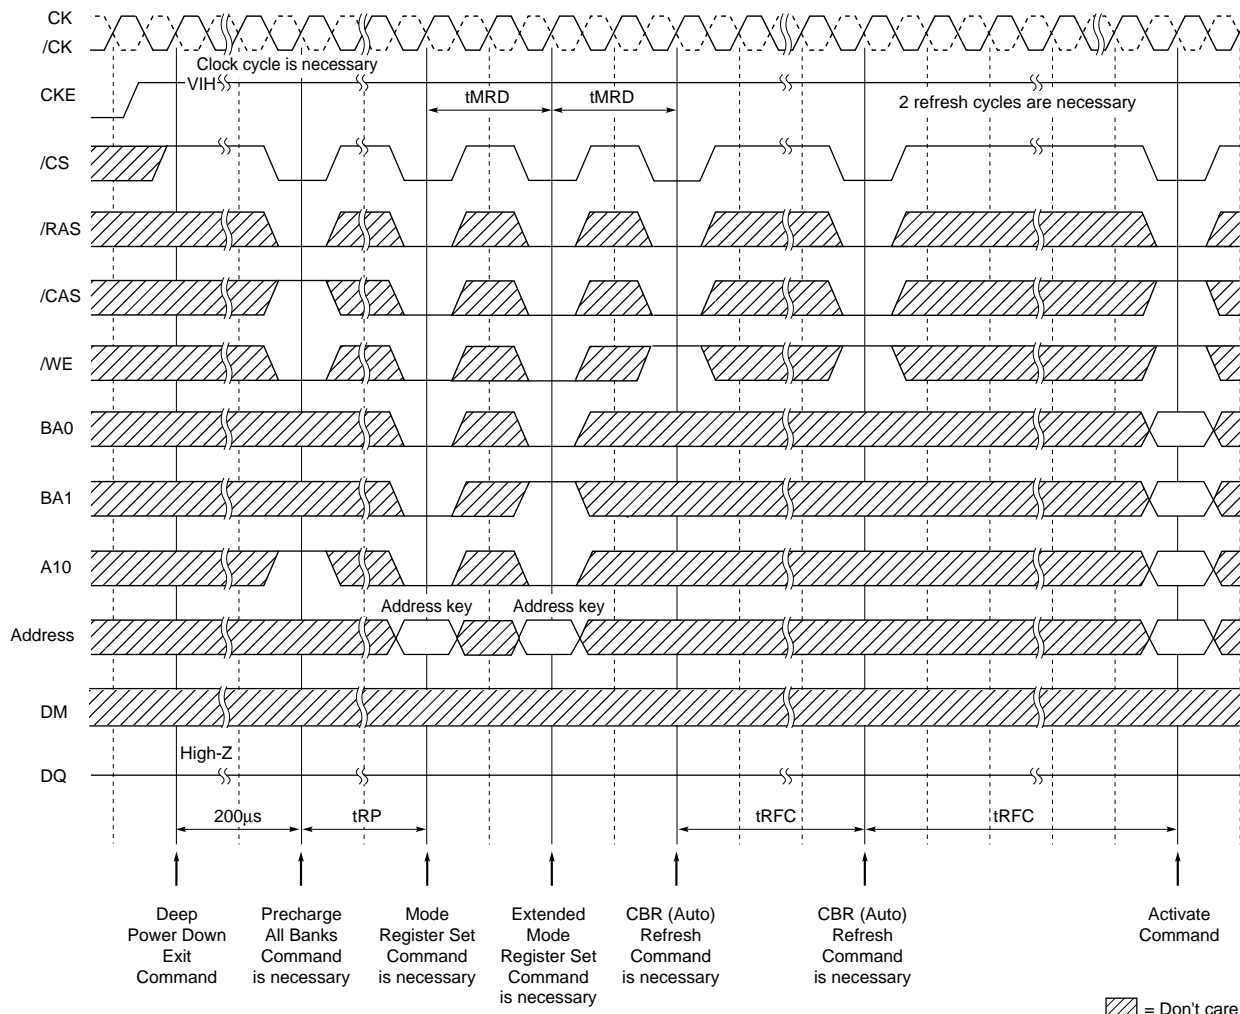 CK
/CK
Clock cycle is necessary
VIH
CKE
tMRD
tMRD
2 refresh cycles are necessary
/CS
/RAS
/CAS
/WE
BA0
BA1
A10
Address key
Address key
Address
DM
High-Z
DQ
200µs
tRP
tRFC
tRFC
Deep
Power Down
Exit
Command
Precharge
All Banks
Command
is necessary
Mode
Register Set
Command
is necessary
Extended
Mode
Register Set
Command
is necessary
CBR (Auto)
Refresh
Command
is necessary
CBR (Auto)
Refresh
Command
is necessary
Activate
Command
= Don't care